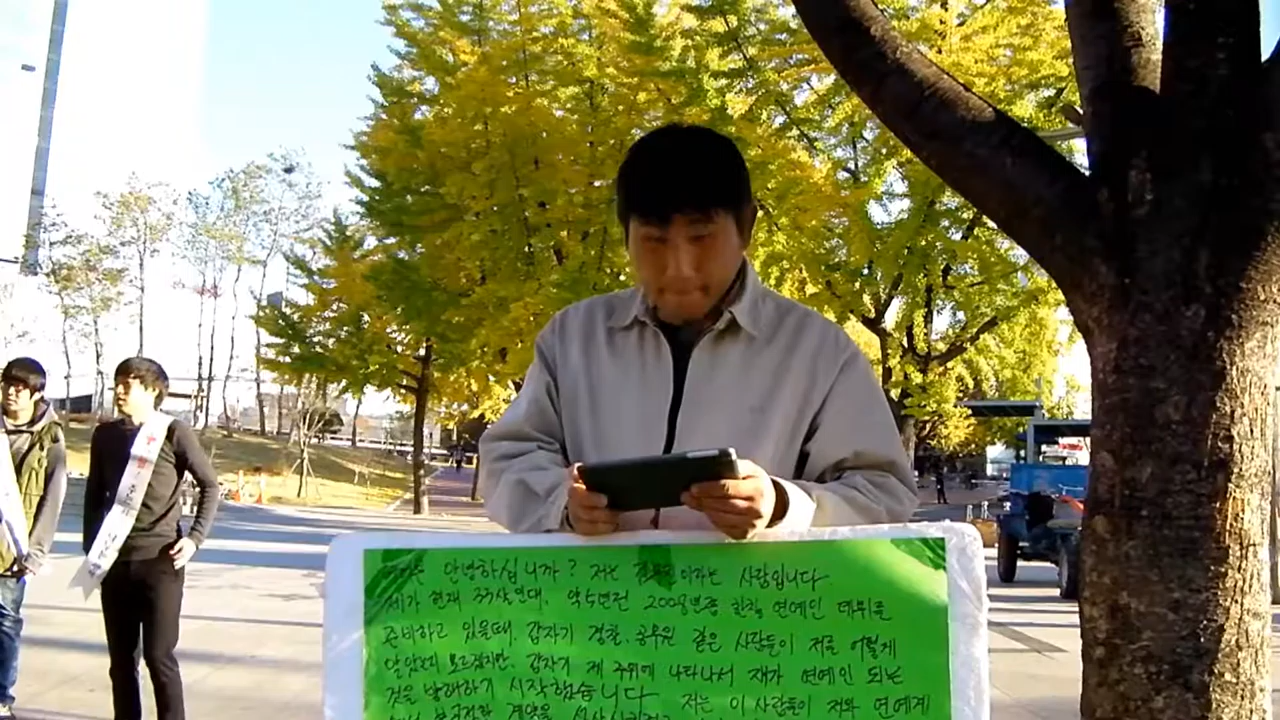 안녕하십니까? 저는 이라는 사람입니다
제가 현재 33살인데, 약 5년전 2008년쯤 한창 연예인 데뷔를
준비하고 있을때, 갑자기 경찰, 공무원 같은 사람들이 저를 어떻게
알았는지 모르겠지만, 갑자기 제 주위에 나타나서 제가 연예인 되는
것을 방해하기 시작했습니다 저는 이 사람들이 저와 연예계